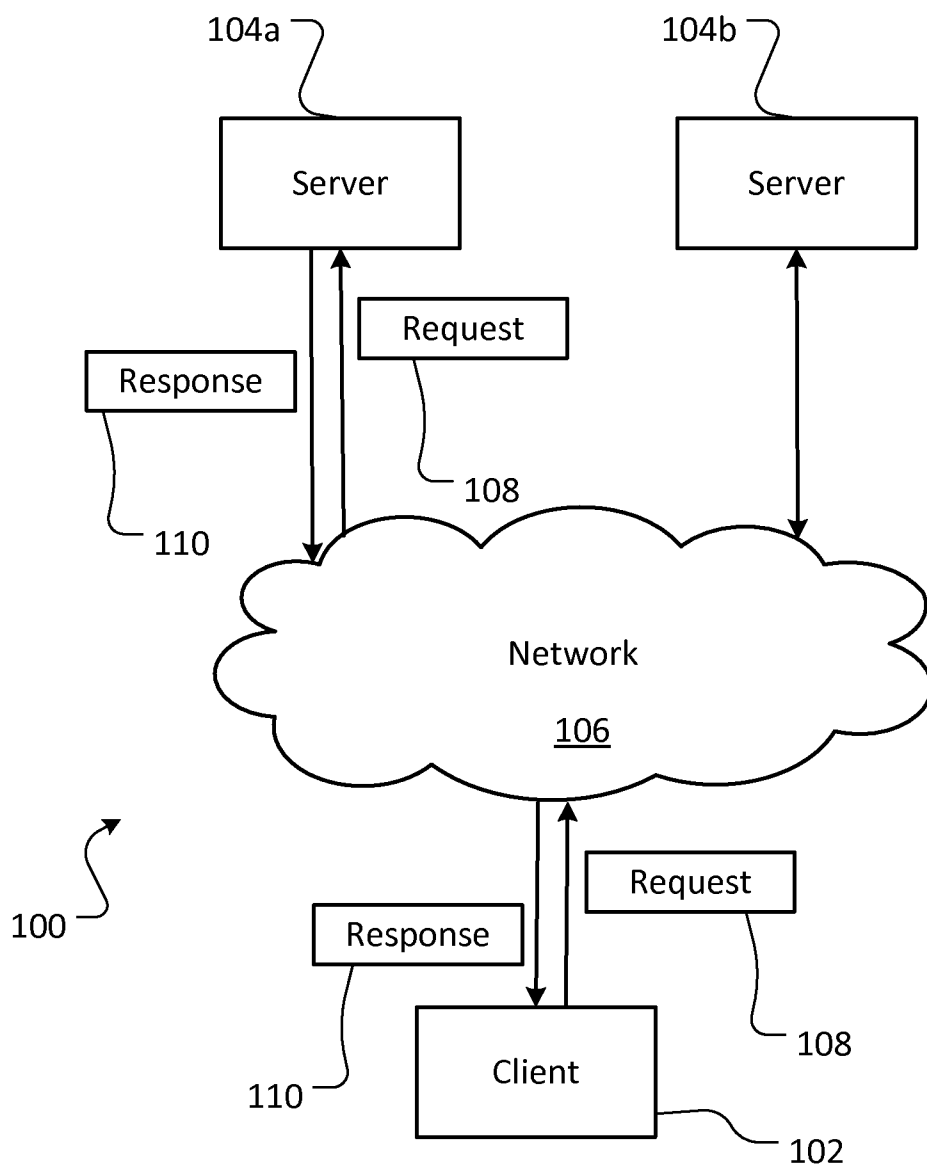 104a
104b
Server
Server
Request
Response
108
110
Network
106
Request
100
Response
108
Client
110
102